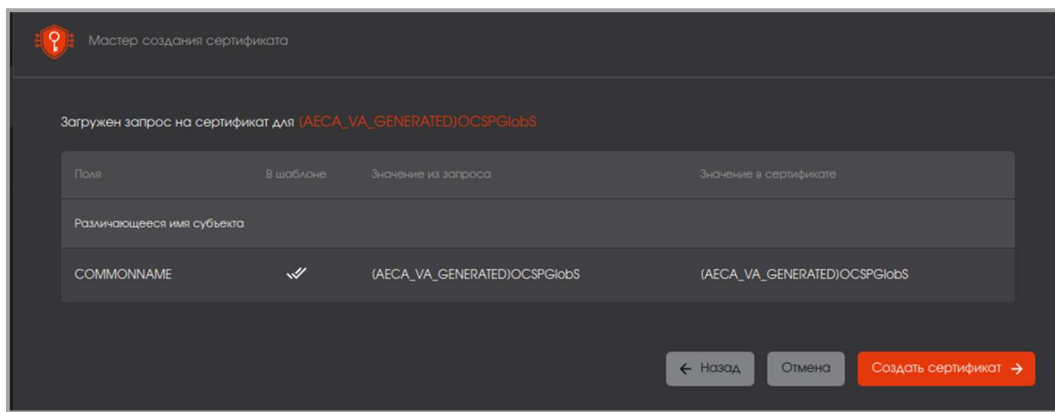 Мастер создания сертификата
Загружен запрос на сертификат для (AECA_VA_GENERATED)OCSPGlobS
Поля В шаблоне Значение из запроса Значение в сертификате
Различающееся имя субъекта
COMMONNAME (AECA_VA_GENERATED)OCSPGlobS (AECA_VA_GENERATED)OCSPGlobS
← Назад Отмена Создать сертификат →